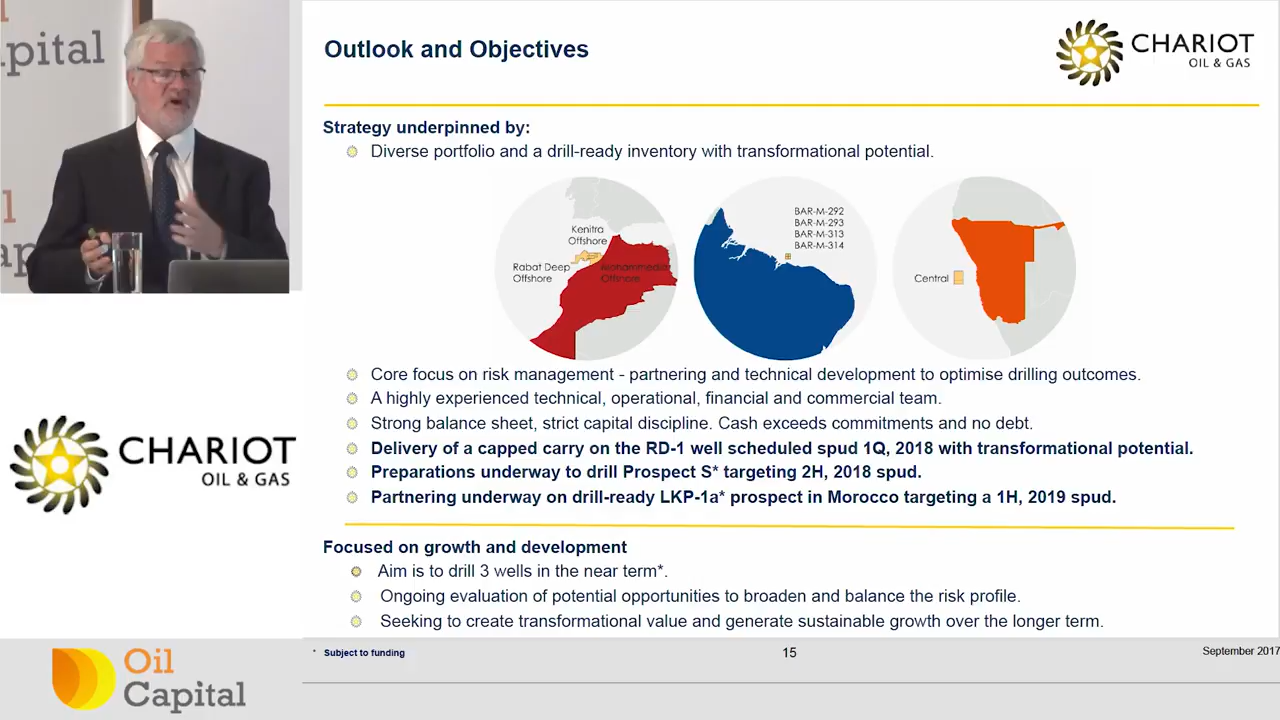 il
pital
l
Capital
Outlook and Objectives
CHARIOT
OIL & GAS
Strategy underpinned by:
Diverse portfolio and a drill-ready inventory with transformational potential.
Kenitra
Offshore
Rabat Deep
Offshore
Mohammedia
Offshore
BAR-M-292
BAR-M-293
BAR-M-313
BAR-M-314
Central
Core focus on risk management - partnering and technical development to optimise drilling outcomes.
A highly experienced technical, operational, financial and commercial team.
Strong balance sheet, strict capital discipline. Cash exceeds commitments and no debt.
Delivery of a capped carry on the RD-1 well scheduled spud 1Q, 2018 with transformational potential.
Preparations underway to drill Prospect S* targeting 2H, 2018 spud.
Partnering underway on drill-ready LKP-1a* prospect in Morocco targeting a 1H, 2019 spud.
CHARIOT
OIL & GAS
Focused on growth and development
Aim is to drill 3 wells in the near term*.
Ongoing evaluation of potential opportunities to broaden and balance the risk profile.
Seeking to create transformational value and generate sustainable growth over the longer term.
Oil
Capital
* Subject to funding
15
September 2017